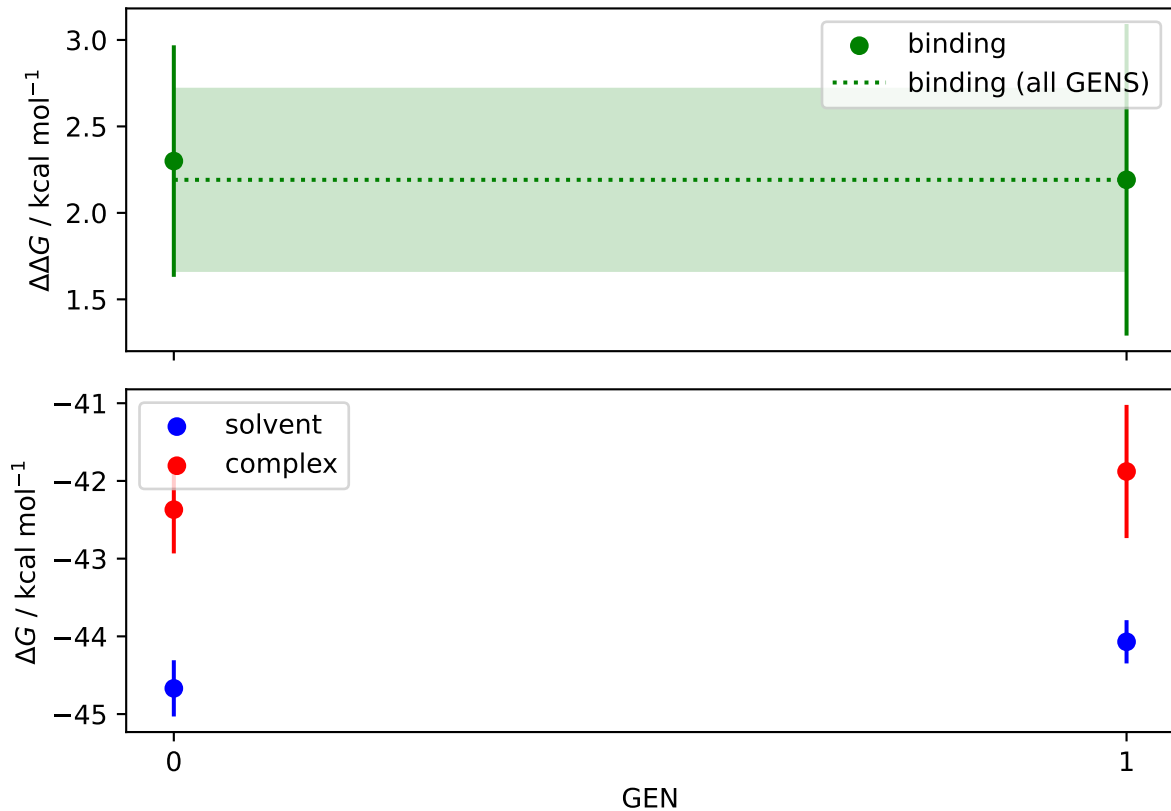 3.0
2.5
2.0
1.5
ΔΔG / kcal mol⁻¹
binding
binding (all GENS)
−41
−42
−43
−44
−45
ΔG / kcal mol⁻¹
solvent
complex
0
1
GEN